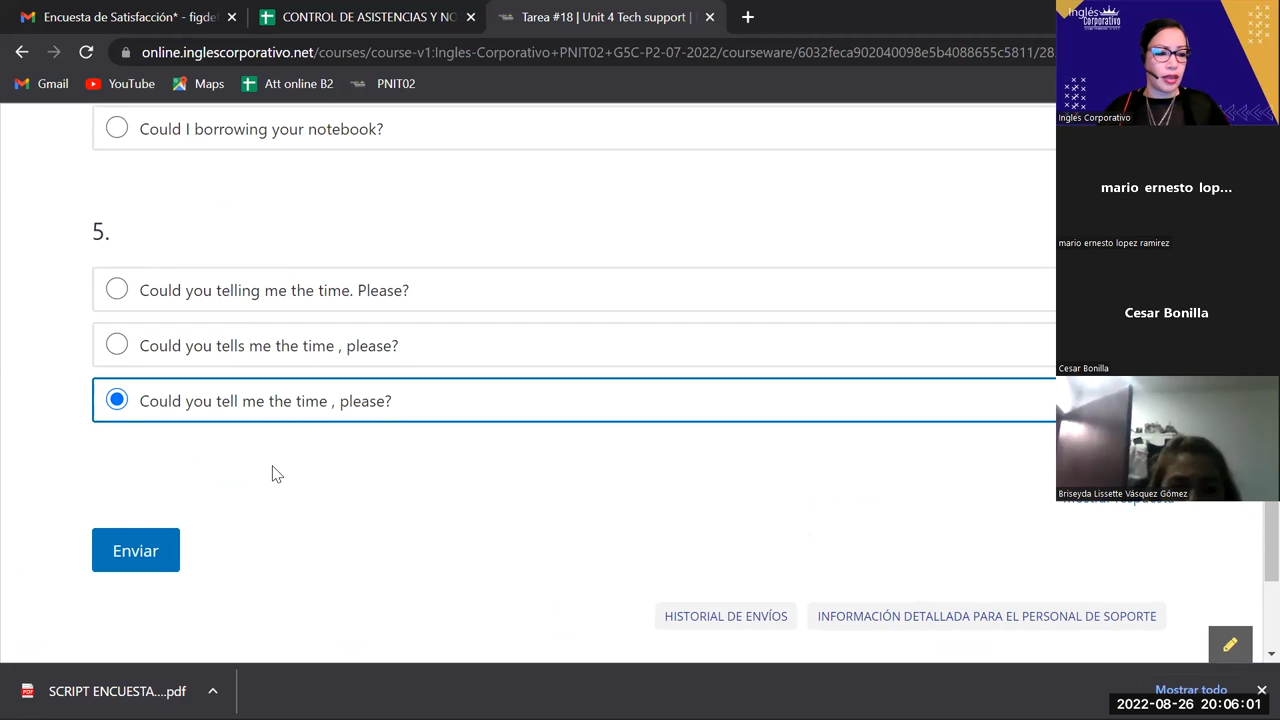 Encuesta de Satisfacción* - figdef
CONTROL DE ASISTENCIAS Y NO
Tarea #18 | Unit 4 Tech support |
online.inglescorporativo.net/courses/course-v1:Ingles-Corporativo+PNIT02+G5C-P2-07-2022/courseware/6032feca902040098e5b4088655c5811/28
Gmail
YouTube
Maps
Att online B2
PNIT02
Could I borrowing your notebook?
5.
Could you telling me the time. Please?
Could you tells me the time , please?
Could you tell me the time , please?
Enviar
HISTORIAL DE ENVÍOS
INFORMACIÓN DETALLADA PARA EL PERSONAL DE SOPORTE
SCRIPT ENCUESTA....pdf
Mostrar todo
2022-08-26 20:06:01
Inglés
Corporativo
Inglés Corporativo
mario ernesto lop...
mario ernesto lopez ramirez
Cesar Bonilla
Cesar Bonilla
Briseyda Lissette Vásquez Gómez